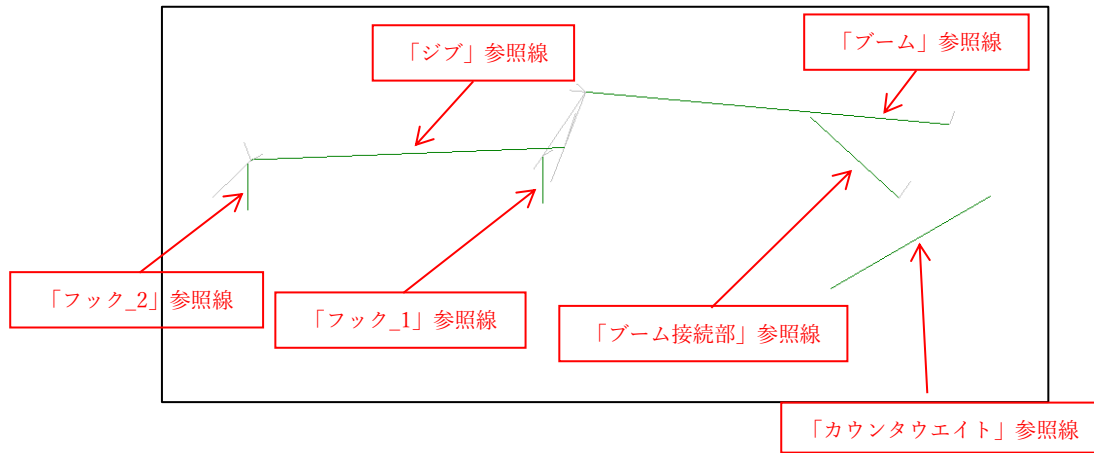 「ブーム」参照線
「ジブ」参照線
「フック_2」参照線
「フック_1」参照線
「ブーム接続部」参照線
「カウンタウエイト」参照線